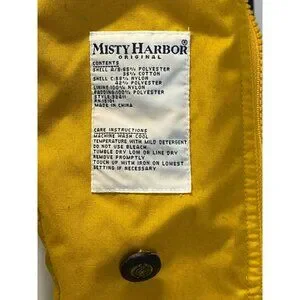 MISTY HARBOR®
ORIGINAL
CONTENTS
SHELL A/B:65% POLYESTER
35% COTTON
SHELL C:58% NYLON
42% POLYESTER
LINING:100% NYLON
PADDING:100% POLYESTER
MADE IN CHINA
CARE INSTRUCTIONS
MACHINE WASH COOL
TEMPERATURE WITH MILD DETERGENT
DO NOT USE BLEACH.
TUMBLE DRY LOW OR LINE DRY
REMOVE PROMPTLY
TOUCH UP WITH IRON ON LOWEST
SETTING IF NECESSARY